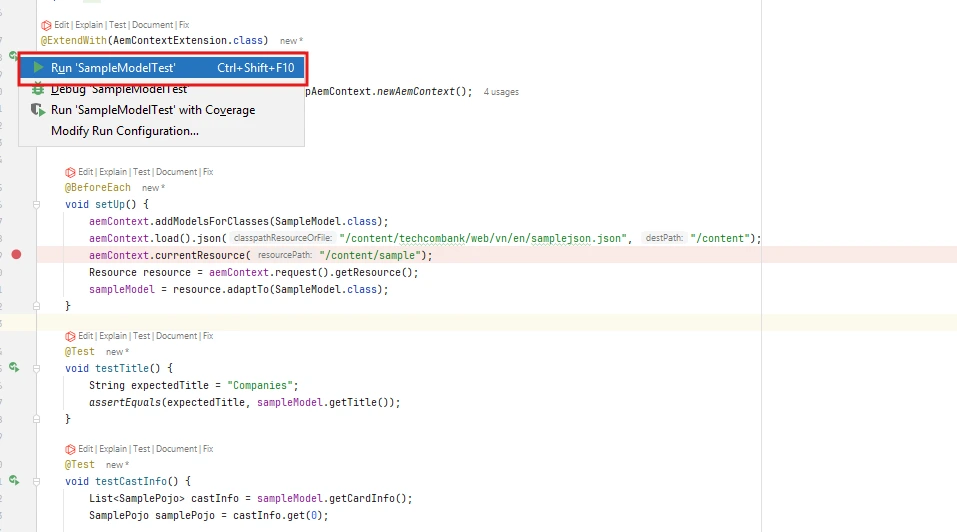 Edit | Explain | Test | Document | Fix
@ExtendWith(AemContextExtension.class) new *
Run 'SampleModelTest' Ctrl+Shift+F10
Debug 'SampleModelTest'
pAemContext.newAemContext(); 4 usages
Run 'SampleModelTest' with Coverage
Modify Run Configuration...
Edit | Explain | Test | Document | Fix
@BeforeEach new *
void setUp() {
aemContext.addModelsForClasses(SampleModel.class);
aemContext.load().json( classpathResourceOrFile: "/content/techcombank/web/vn/en/samplejson.json", destPath: "/content");
aemContext.currentResource( resourcePath: "/content/sample");
Resource resource = aemContext.request().getResource();
sampleModel = resource.adaptTo(SampleModel.class);
}
Edit | Explain | Test | Document | Fix
@Test new *
void testTitle() {
String expectedTitle = "Companies";
assertEquals(expectedTitle, sampleModel.getTitle());
}
Edit | Explain | Test | Document | Fix
@Test new *
void testCastInfo() {
List<SamplePojo> castInfo = sampleModel.getCardInfo();
SamplePojo samplePojo = castInfo.get(0);